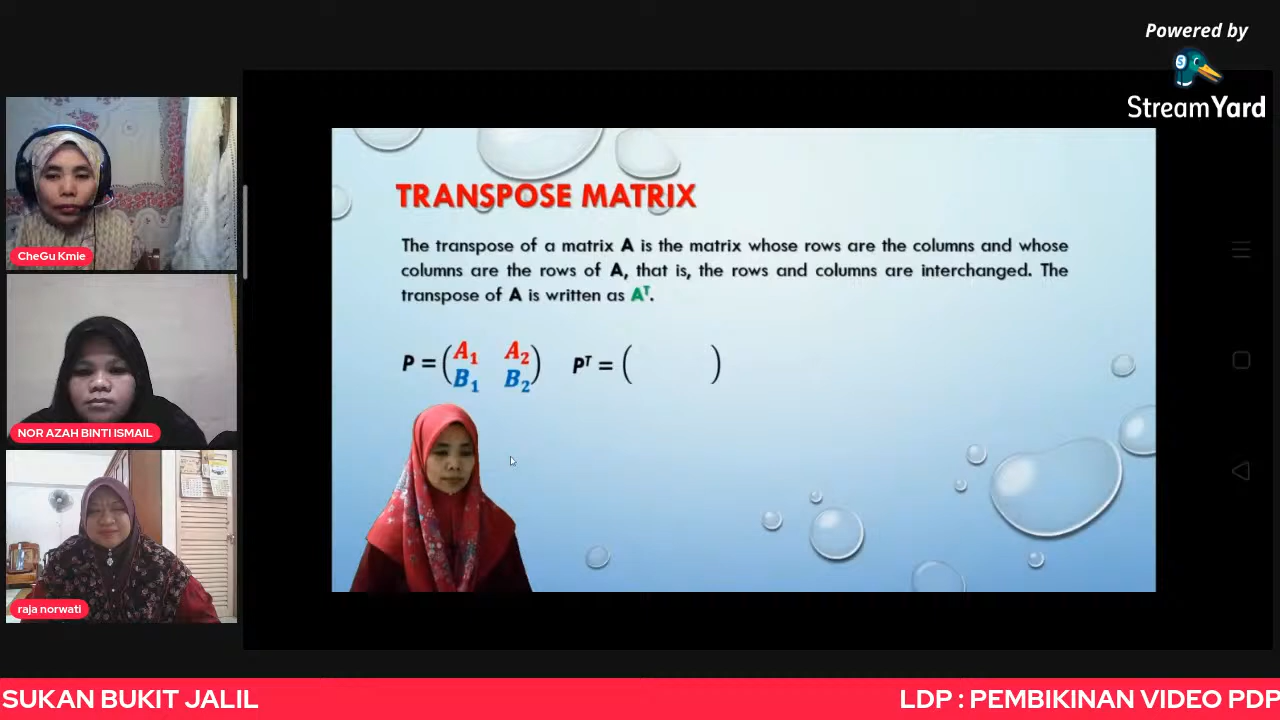 Powered by
StreamYard
CheGu Kmie
NOR AZAH BINTI ISMAIL
raja norwati
TRANSPOSE MATRIX
The transpose of a matrix A is the matrix whose rows are the columns and whose
columns are the rows of A, that is, the rows and columns are interchanged. The
transpose of A is written as Aᵀ.
P = (A₁ A₂
B₁ B₂) Pᵀ = ( )
SUKAN BUKIT JALIL
LDP : PEMBIKINAN VIDEO PDP